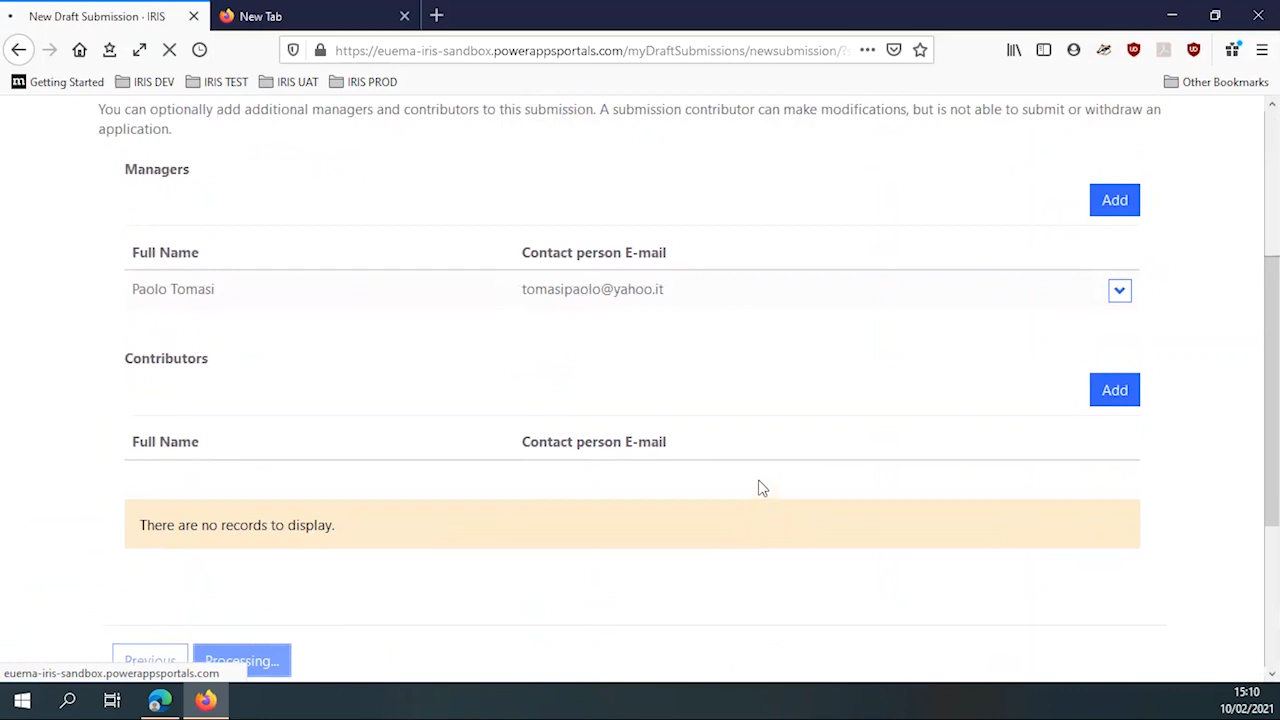 New Draft Submission · IRIS
New Tab
https://euema-iris-sandbox.powerappsportals.com/myDraftSubmissions/newsubmission/?s
Getting Started
IRIS DEV
IRIS TEST
IRIS UAT
IRIS PROD
Other Bookmarks
You can optionally add additional managers and contributors to this submission. A submission contributor can make modifications, but is not able to submit or withdraw an
application.
Managers
Add
Full Name Contact person E-mail
Paolo Tomasi tomasipaolo@yahoo.it
Contributors
Add
Full Name Contact person E-mail
There are no records to display.
Previous Processing...
euema-iris-sandbox.powerappsportals.com
15:10
10/02/2021